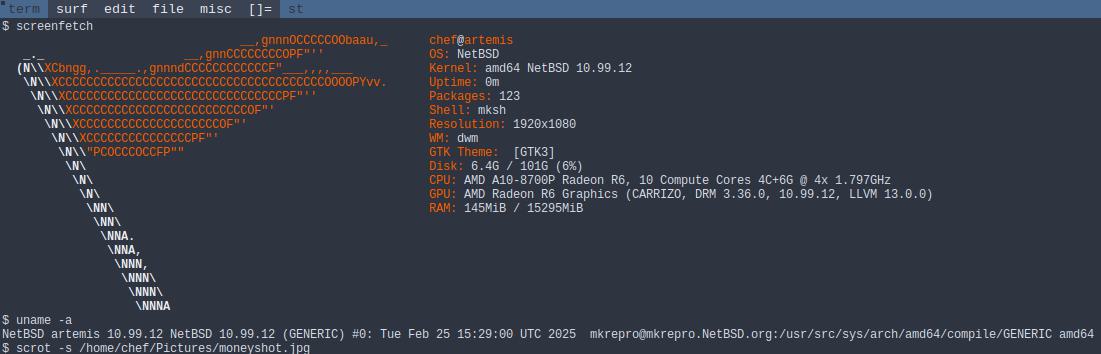 term surf edit file misc []= st
$ screenfetch
                                  __,gnnnOCCCCCOObaau,_      chef@artemis
   _._                    __,gnnCCCCCCCCOPF"''               OS: NetBSD
  (N\\XCbngg,._____.,gnnndCCCCCCCCCCCCF"___,,,,___           Kernel: amd64 NetBSD 10.99.12
   \N\\XCCCCCCCCCCCCCCCCCCCCCCCCCCCCCCCCCCCCCCOOOOPYvv.      Uptime: 0m
    \N\\XCCCCCCCCCCCCCCCCCCCCCCCCCCCCCCCPF"''                Packages: 123
     \N\\XCCCCCCCCCCCCCCCCCCCCCCCCCOF"'                      Shell: mksh
      \N\\XCCCCCCCCCCCCCCCCCCCCOF"'                          Resolution: 1920x1080
       \N\\XCCCCCCCCCCCCCCCPF"'                              WM: dwm
        \N\\"PCOCCCOCCFP""                                   GTK Theme:  [GTK3]
         \N\                                                 Disk: 6.4G / 101G (6%)
          \N\                                                CPU: AMD A10-8700P Radeon R6, 10 Compute Cores 4C+6G @ 4x 1.797GHz
           \N\                                               GPU: AMD Radeon R6 Graphics (CARRIZO, DRM 3.36.0, 10.99.12, LLVM 13.0.0)
            \NN\                                             RAM: 145MiB / 15295MiB
             \NN\
              \NNA.
               \NNA,
                \NNN,
                 \NNN\
                  \NNN\
                   \NNNA
$ uname -a
NetBSD artemis 10.99.12 NetBSD 10.99.12 (GENERIC) #0: Tue Feb 25 15:29:00 UTC 2025  mkrepro@mkrepro.NetBSD.org:/usr/src/sys/arch/amd64/compile/GENERIC amd64
$ scrot -s /home/chef/Pictures/moneyshot.jpg